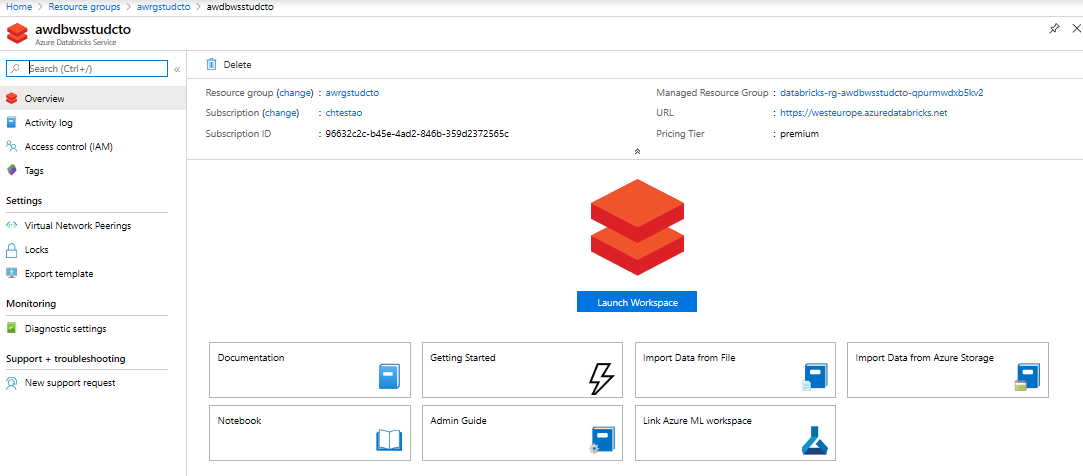 Home > Resource groups > awrgstudcto > awdbwsstudcto
awdbwsstudcto
Azure Databricks Service
Search (Ctrl+/)
«
Delete
Overview
Activity log
Access control (IAM)
Tags
Settings
Virtual Network Peerings
Locks
Export template
Monitoring
Diagnostic settings
Support + troubleshooting
New support request
Resource group (change) : awrgstudcto
Subscription (change) : chtestao
Subscription ID : 96632c2c-b45e-4ad2-846b-359d2372565c
Managed Resource Group : databricks-rg-awdbwsstudcto-qpurmwdxb5kv2
URL : https://westeurope.azuredatabricks.net
Pricing Tier : premium
Launch Workspace
Documentation
Getting Started
Import Data from File
Import Data from Azure Storage
Notebook
Admin Guide
Link Azure ML workspace